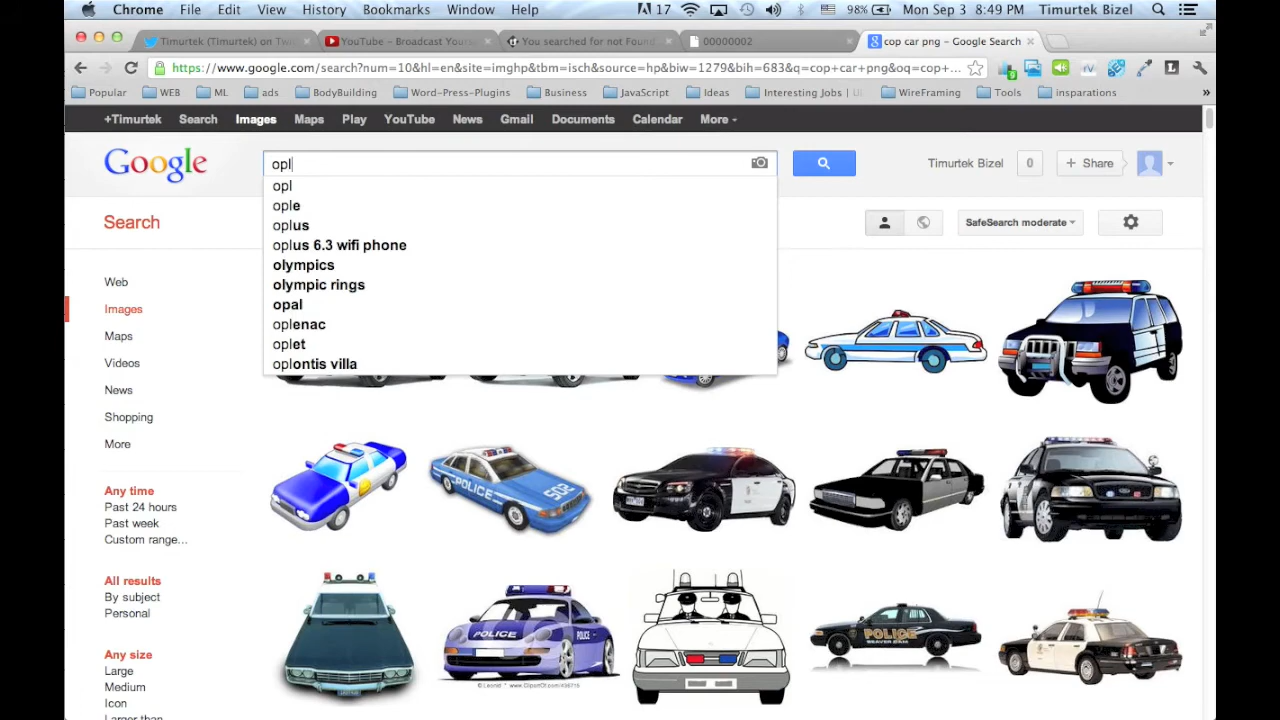 Chrome File Edit View History Bookmarks Window Help 17 98% Mon Sep 3 8:49 PM Timurtek Bizel
Timurtek (Timurtek) on Twitt
YouTube - Broadcast Yourse
You searched for not Found
00000002
cop car png - Google Search
https://www.google.com/search?num=10&hl=en&site=imghp&tbm=isch&source=hp&biw=1279&bih=683&q=cop+car+png&oq=cop+...
Popular WEB ML ads BodyBuilding Word-Press-Plugins Business JavaScript Ideas Interesting Jobs | U WireFraming Tools insparations »
+Timurtek Search Images Maps Play YouTube News Gmail Documents Calendar More
Google
opl
Timurtek Bizel 0 + Share
opl
ople
oplus
oplus 6.3 wifi phone
olympics
olympic rings
opal
oplenac
oplet
oplontis villa
Search
SafeSearch moderate
Web
Images
Maps
Videos
News
Shopping
More
Any time
Past 24 hours
Past week
Custom range...
All results
By subject
Personal
Any size
Large
Medium
Icon
Larger than
POLICE 502
POLICE POLICE
POLICE